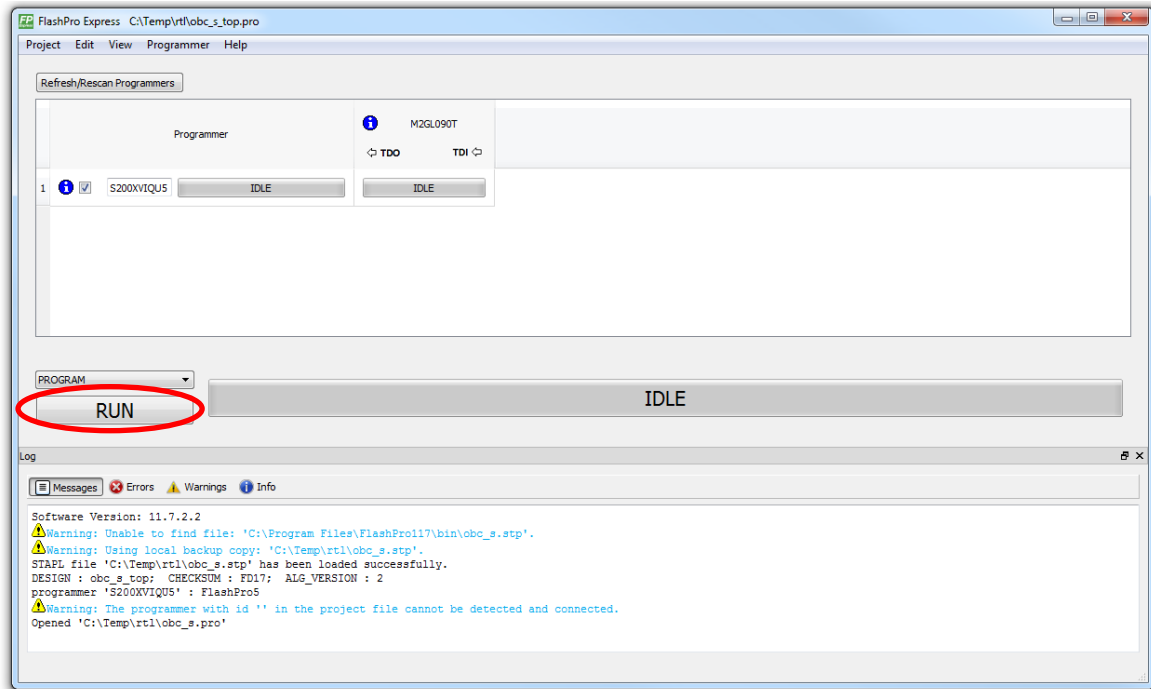 FP FlashPro Express C:\Temp\rtl\obc_s_top.pro
Project Edit View Programmer Help
Refresh/Rescan Programmers
Programmer
M2GL090T
TDO TDI
1 S200XVIQU5 IDLE IDLE
PROGRAM
RUN
IDLE
Log
Messages Errors Warnings Info
Software Version: 11.7.2.2
Warning: Unable to find file: 'C:\Program Files\FlashPro117\bin\obc_s.stp'.
Warning: Using local backup copy: 'C:\Temp\rtl\obc_s.stp'.
STAPL file 'C:\Temp\rtl\obc_s.stp' has been loaded successfully.
DESIGN : obc_s_top; CHECKSUM : FD17; ALG_VERSION : 2
programmer 'S200XVIQU5' : FlashPro5
Warning: The programmer with id '' in the project file cannot be detected and connected.
Opened 'C:\Temp\rtl\obc_s.pro'